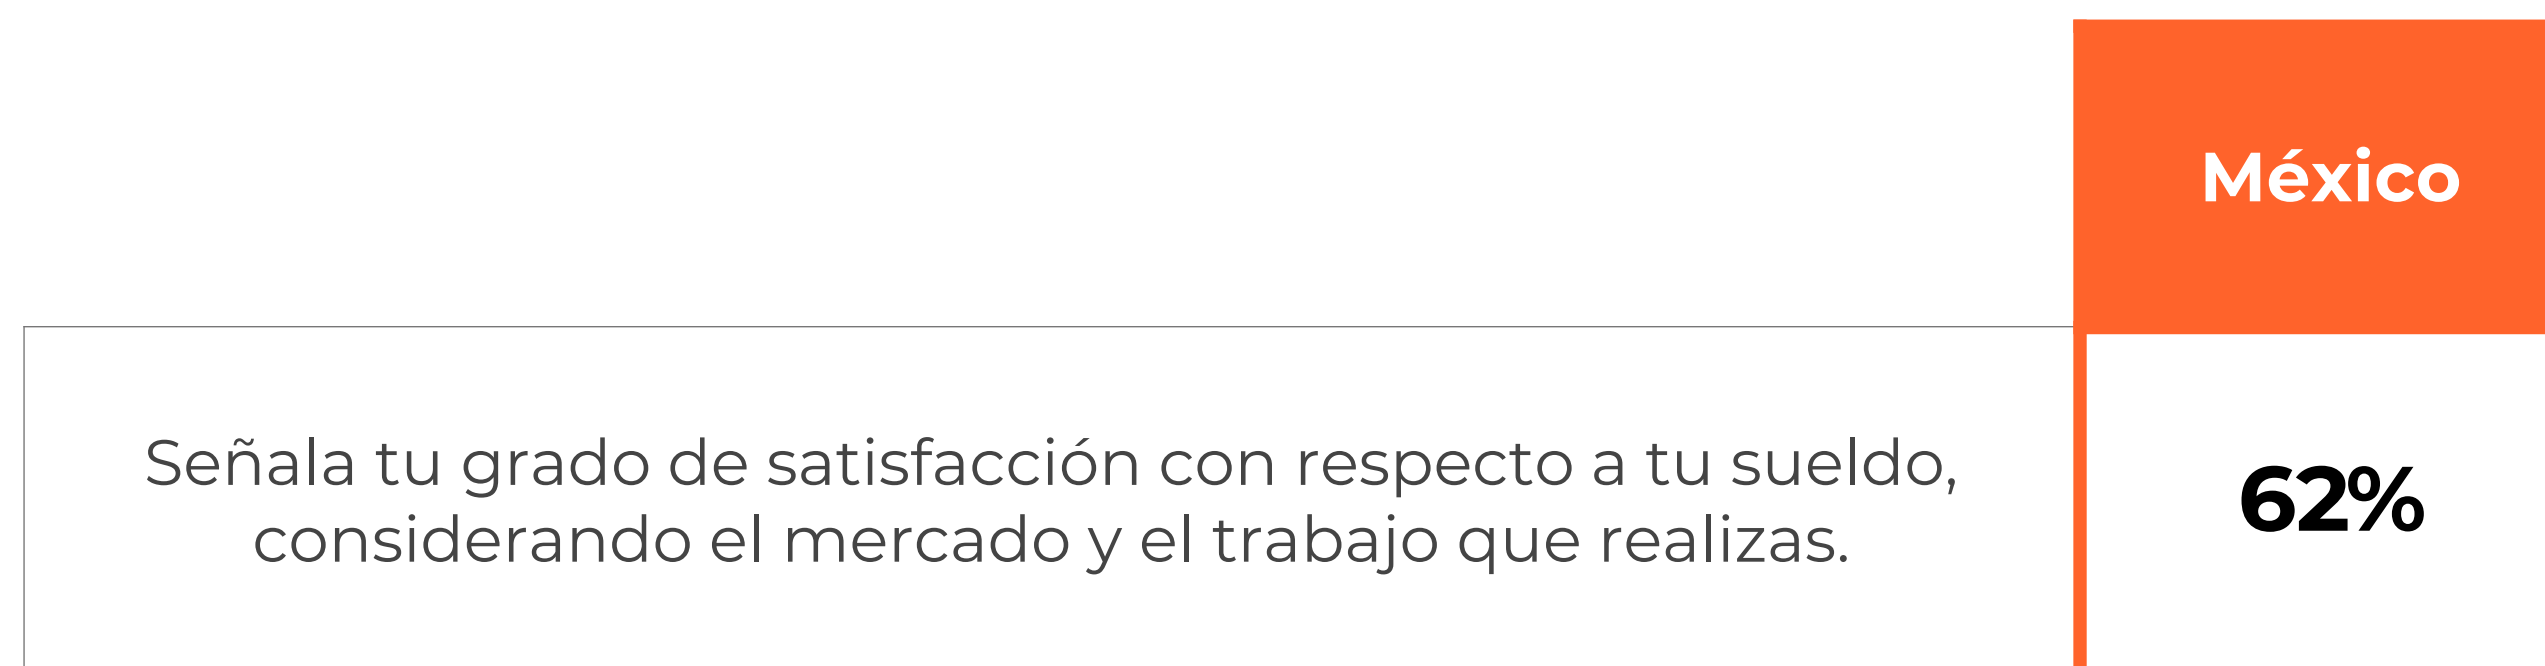 México
Señala tu grado de satisfacción con respecto a tu sueldo,
considerando el mercado y el trabajo que realizas.
62%